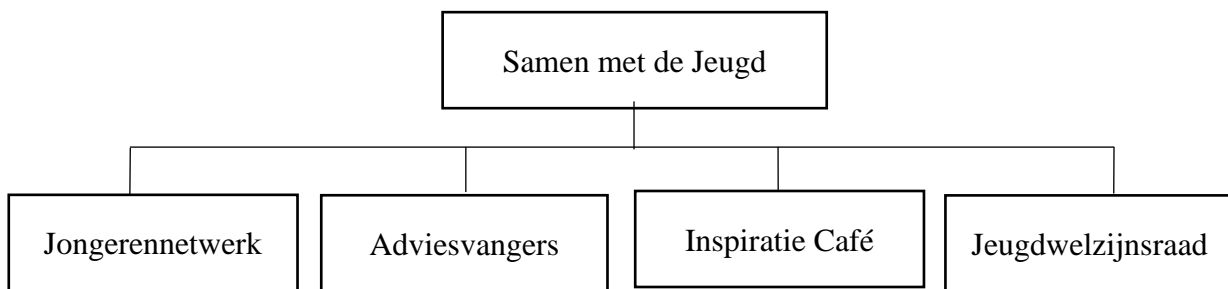 Samen met de Jeugd
Jongerennetwerk
Adviesvangers
Inspiratie Café
Jeugdwelzijnsraad